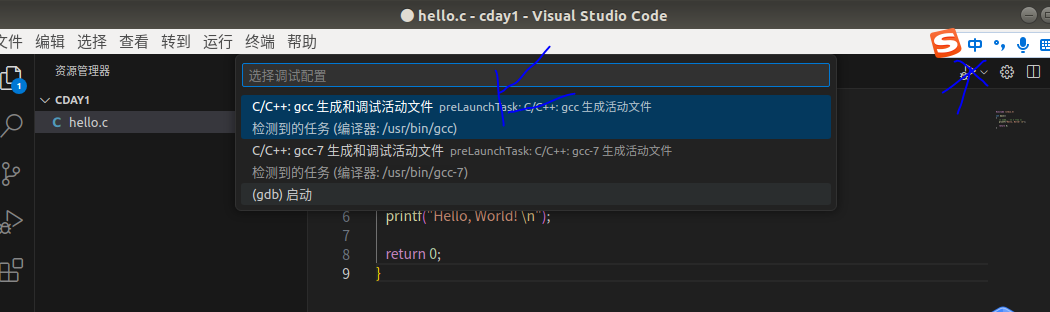 hello.c - cday1 - Visual Studio Code
文件 编辑 选择 查看 转到 运行 终端 帮助
中
资源管理器
选择调试配置
1
CDAY1
C hello.c
C/C++: gcc 生成和调试活动文件 preLaunchTask: C/C++: gcc 生成活动文件
检测到的任务 (编译器: /usr/bin/gcc)
C/C++: gcc-7 生成和调试活动文件 preLaunchTask: C/C++: gcc-7 生成活动文件
检测到的任务 (编译器: /usr/bin/gcc-7)
(gdb) 启动
6 printf("Hello, World! \n");
7
8 return 0;
9 }